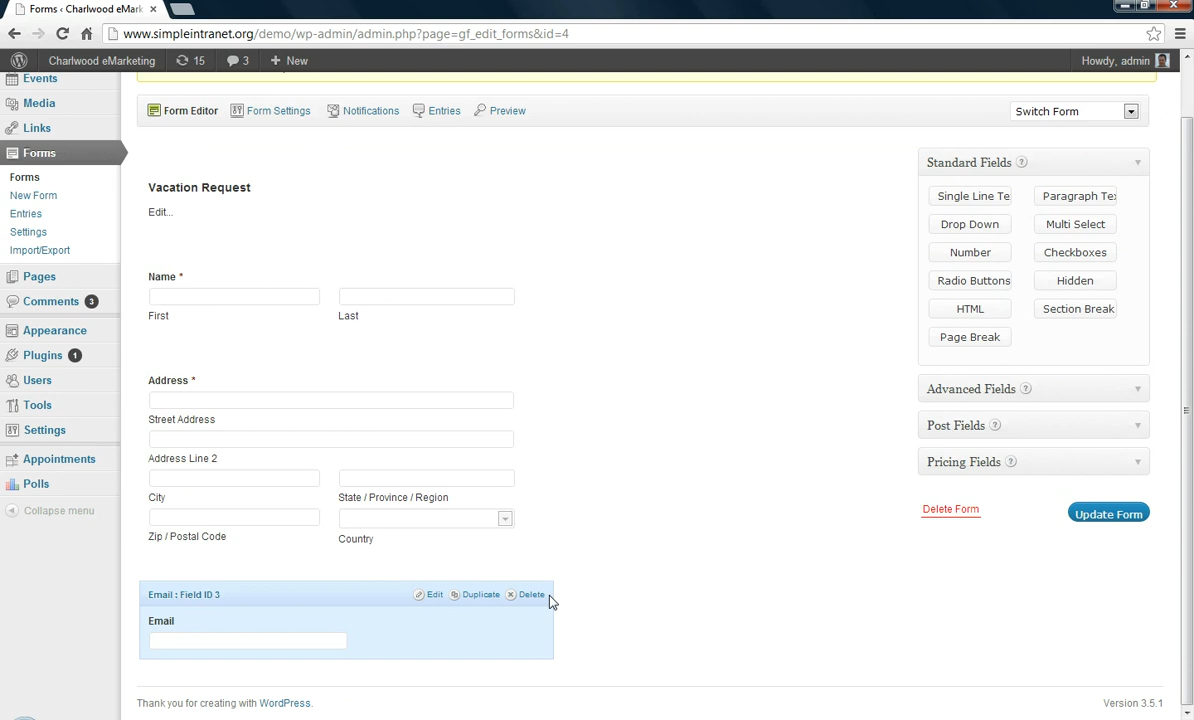 Forms ‹ Charlwood eMark
www.simpleintranet.org/demo/wp-admin/admin.php?page=gf_edit_forms&id=4
Charlwood eMarketing 15 3 + New Howdy, admin
Events
Media
Links
Forms
Forms
New Form
Entries
Settings
Import/Export
Pages
Comments 3
Appearance
Plugins 1
Users
Tools
Settings
Appointments
Polls
Collapse menu
Form Editor Form Settings Notifications Entries Preview Switch Form
Vacation Request
Edit...
Name *
First Last
Address *
Street Address
Address Line 2
City State / Province / Region
Zip / Postal Code Country
Email : Field ID 3 Edit Duplicate Delete
Email
Standard Fields ?
Single Line Te Paragraph Tex
Drop Down Multi Select
Number Checkboxes
Radio Buttons Hidden
HTML Section Break
Page Break
Advanced Fields ?
Post Fields ?
Pricing Fields ?
Delete Form Update Form
Thank you for creating with WordPress. Version 3.5.1